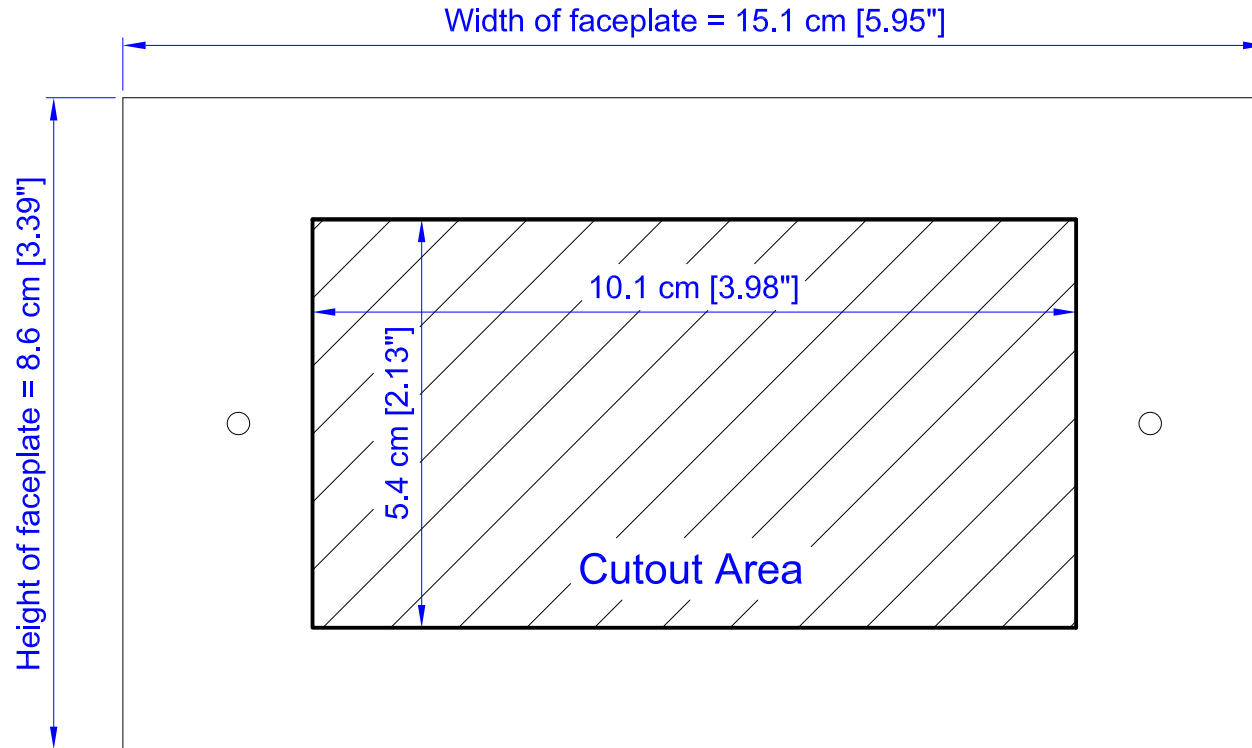 Width of faceplate = 15.1 cm [5.95"]
Height of faceplate = 8.6 cm [3.39"]
10.1 cm [3.98"]
5.4 cm [2.13"]
Cutout Area